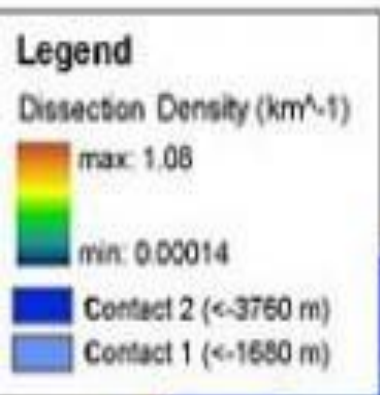 Legend
Dissection Density (km^-1)
max: 1.08
min: 0.00014
Contact 2 (<-3760 m)
Contact 1 (<-1680 m)